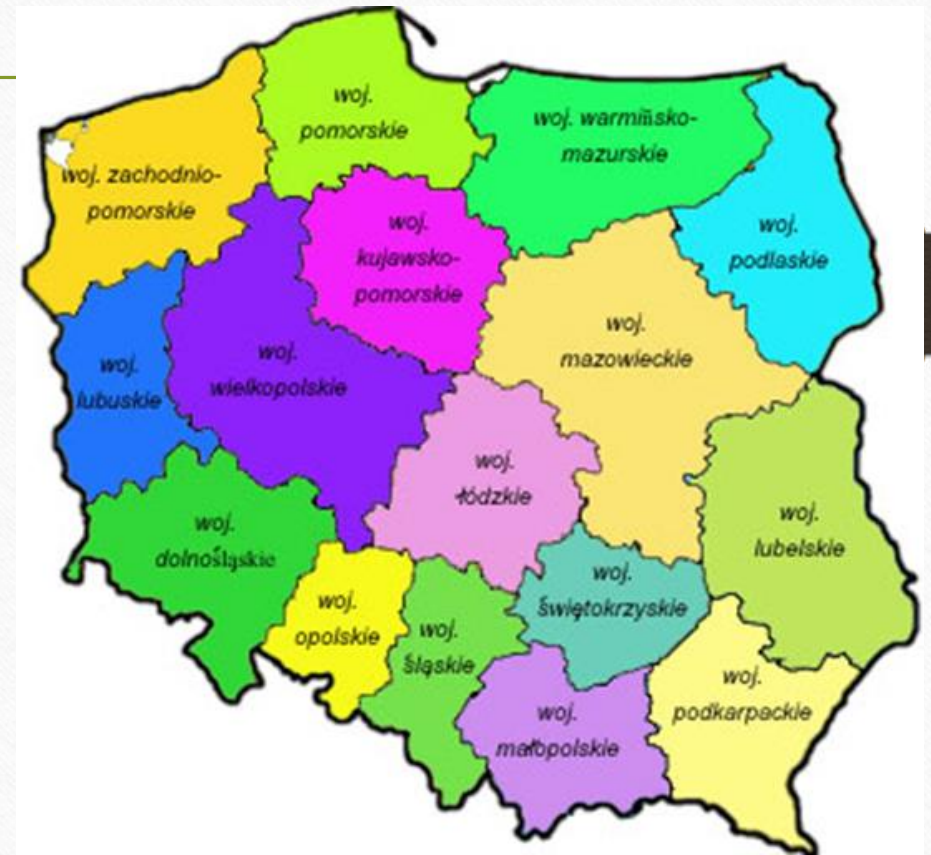 woj.
pomorskie
woj. warmińsko-
mazurskie
woj. zachodnio-
pomorskie
woj.
kujawsko-
pomorskie
woj.
podlaskie
woj.
mazowieckie
woj.
lubuskie
woj.
wielkopolskie
woj.
łódzkie
woj.
lubelskie
woj.
dolnośląskie
woj.
świętokrzyskie
woj.
opolskie
woj.
śląskie
woj.
podkarpackie
woj.
małopolskie